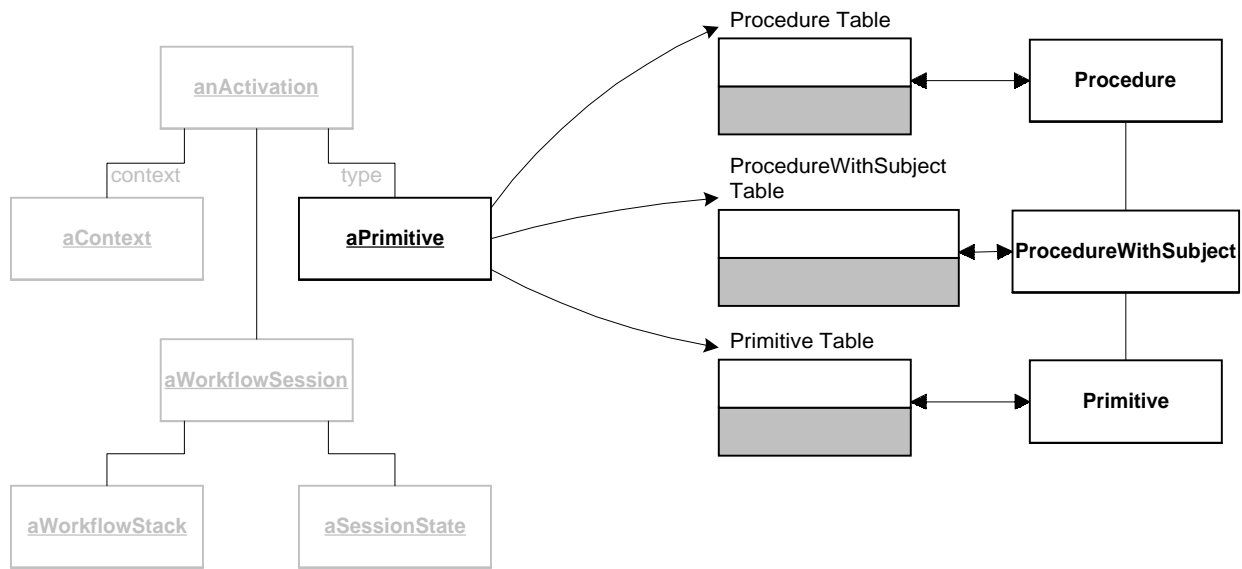 Procedure Table
anActivation
Procedure
context
type
ProcedureWithSubject
Table
aContext
aPrimitive
ProcedureWithSubject
Primitive Table
aWorkflowSession
Primitive
aWorkflowStack
aSessionState